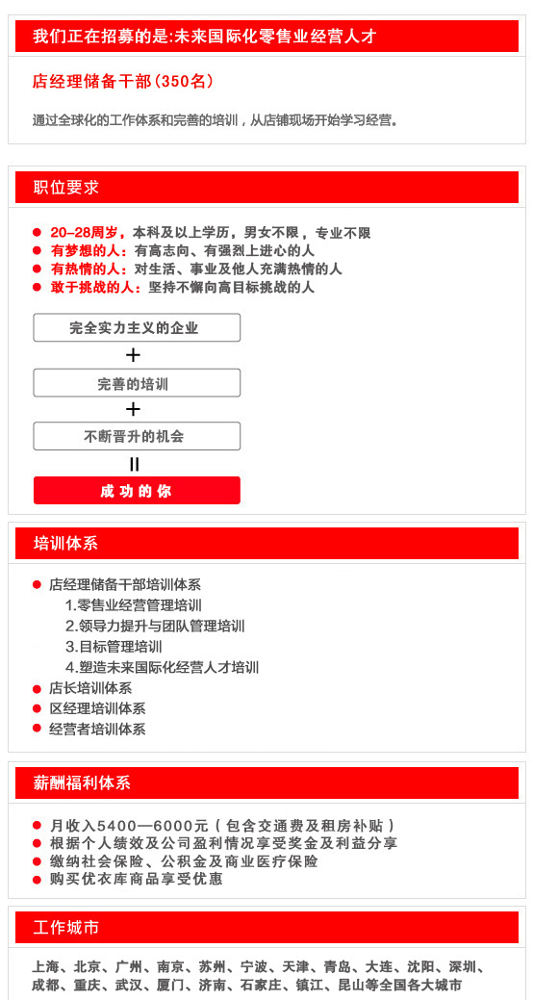 我们正在招募的是:未来国际化零售业经营人才
店经理储备干部(350名)
通过全球化的工作体系和完善的培训，从店铺现场开始学习经营。
职位要求
20-28周岁，本科及以上学历，男女不限，专业不限
有梦想的人：有高志向、有强烈上进心的人
有热情的人：对生活、事业及他人充满热情的人
敢于挑战的人：坚持不懈向高目标挑战的人
完全实力主义的企业
+
完善的培训
+
不断晋升的机会
=
成功的你
培训体系
店经理储备干部培训体系
1.零售业经营管理培训
2.领导力提升与团队管理培训
3.目标管理培训
4.塑造未来国际化经营人才培训
店长培训体系
区经理培训体系
经营者培训体系
薪酬福利体系
月收入5400—6000元（包含交通费及租房补贴）
根据个人绩效及公司盈利情况享受奖金及利益分享
缴纳社会保险、公积金及商业医疗保险
购买优衣库商品享受优惠
工作城市
上海、北京、广州、南京、苏州、宁波、天津、青岛、大连、沈阳、深圳、
成都、重庆、武汉、厦门、济南、石家庄、镇江、昆山等全国各大城市